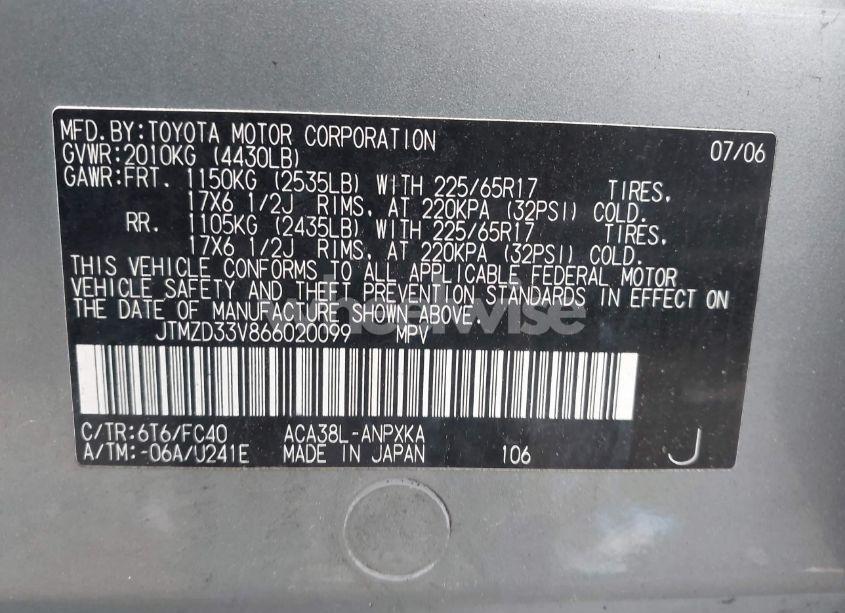 MFD.BY:TOYOTA MOTOR CORPORATION 07/06
GVWR:2010KG (4430LB)
GAWR:FRT. 1150KG (2535LB) WITH 225/65R17 TIRES,
17X6 1/2J RIMS, AT 220KPA (32PSI) COLD.
RR. 1105KG (2435LB) WITH 225/65R17 TIRES,
17X6 1/2J RIMS, AT 220KPA (32PSI) COLD.
THIS VEHICLE CONFORMS TO ALL APPLICABLE FEDERAL MOTOR
VEHICLE SAFETY AND THEFT PREVENTION STANDARDS IN EFFECT ON
THE DATE OF MANUFACTURE SHOWN ABOVE.
wheelwise
JTMZD33V866020099 MPV
C/TR:6T6/FC40 ACA38L-ANPXKA
A/TM:-06A/U241E MADE IN JAPAN 106 J